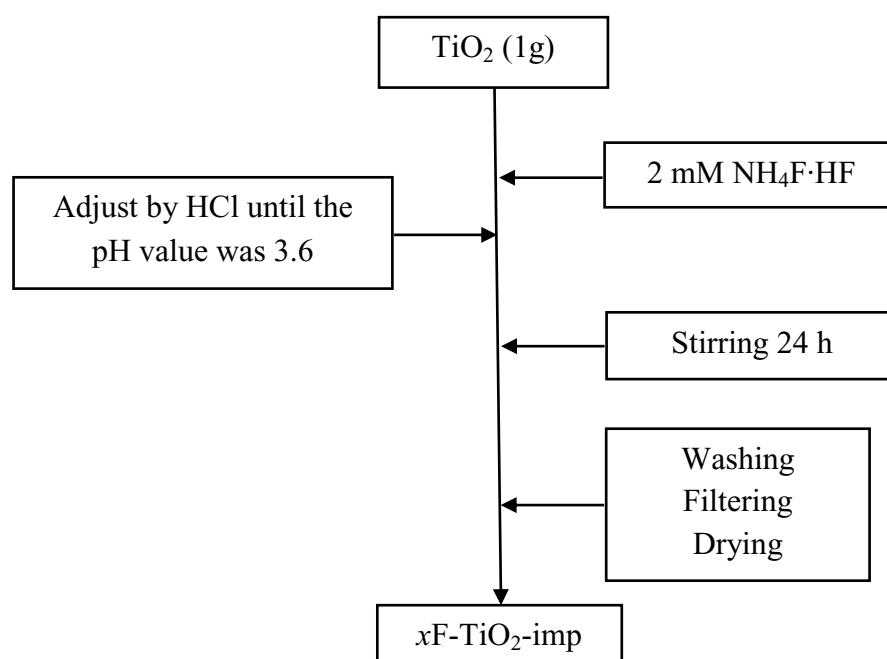 TiO₂ (1g)
2 mM NH₄F·HF
Adjust by HCl until the
pH value was 3.6
Stirring 24 h
Washing
Filtering
Drying
xF-TiO₂-imp